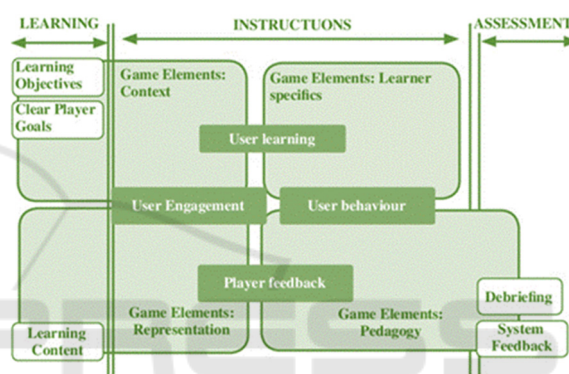 LEARNING
INSTRUCTUONS
ASSESSMENT
Learning
Objectives
Clear Player
Goals
Game Elements:
Context
Game Elements: Learner
specifics
User learning
User Engagement
User behaviour
Player feedback
Game Elements:
Representation
Game Elements:
Pedagogy
Learning
Content
Debriefing
System
Feedback
PRESS